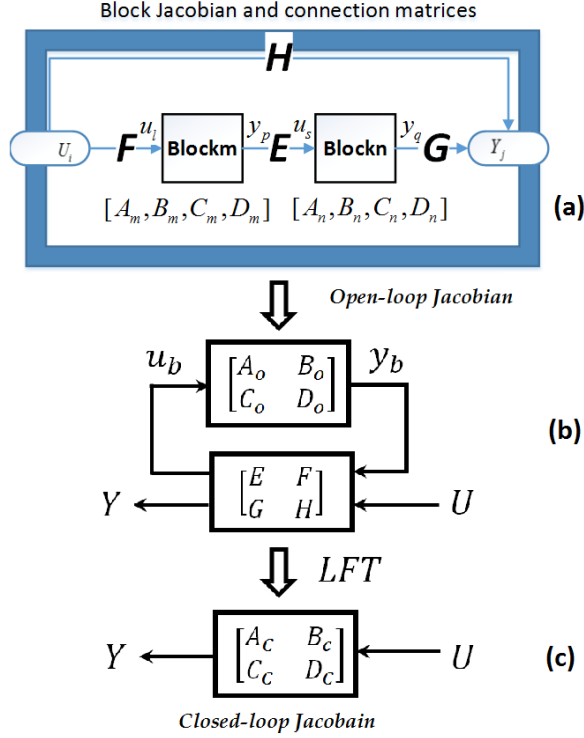 Block Jacobian and connection matrices
H
U_i F u_l Blockm y_p E u_s Blockn y_q G Y_j
[A_m, B_m, C_m, D_m] [A_n, B_n, C_n, D_n]
(a)
Open-loop Jacobian
u_b [A_o B_o y_b
C_o D_o]
(b)
[E F
Y G H] U
LFT
[A_C B_c
Y C_C D_C] U
(c)
Closed-loop Jacobain